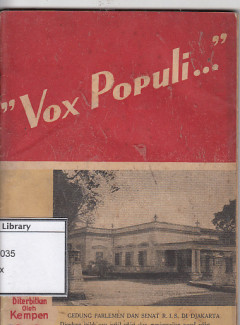 "Vox Populi..."
Library
035
x
GEDUNG PARLEMEN DAN SENAT R.I.S. DI DJAKARTA
Diterbitkan
Oleh
Kempen